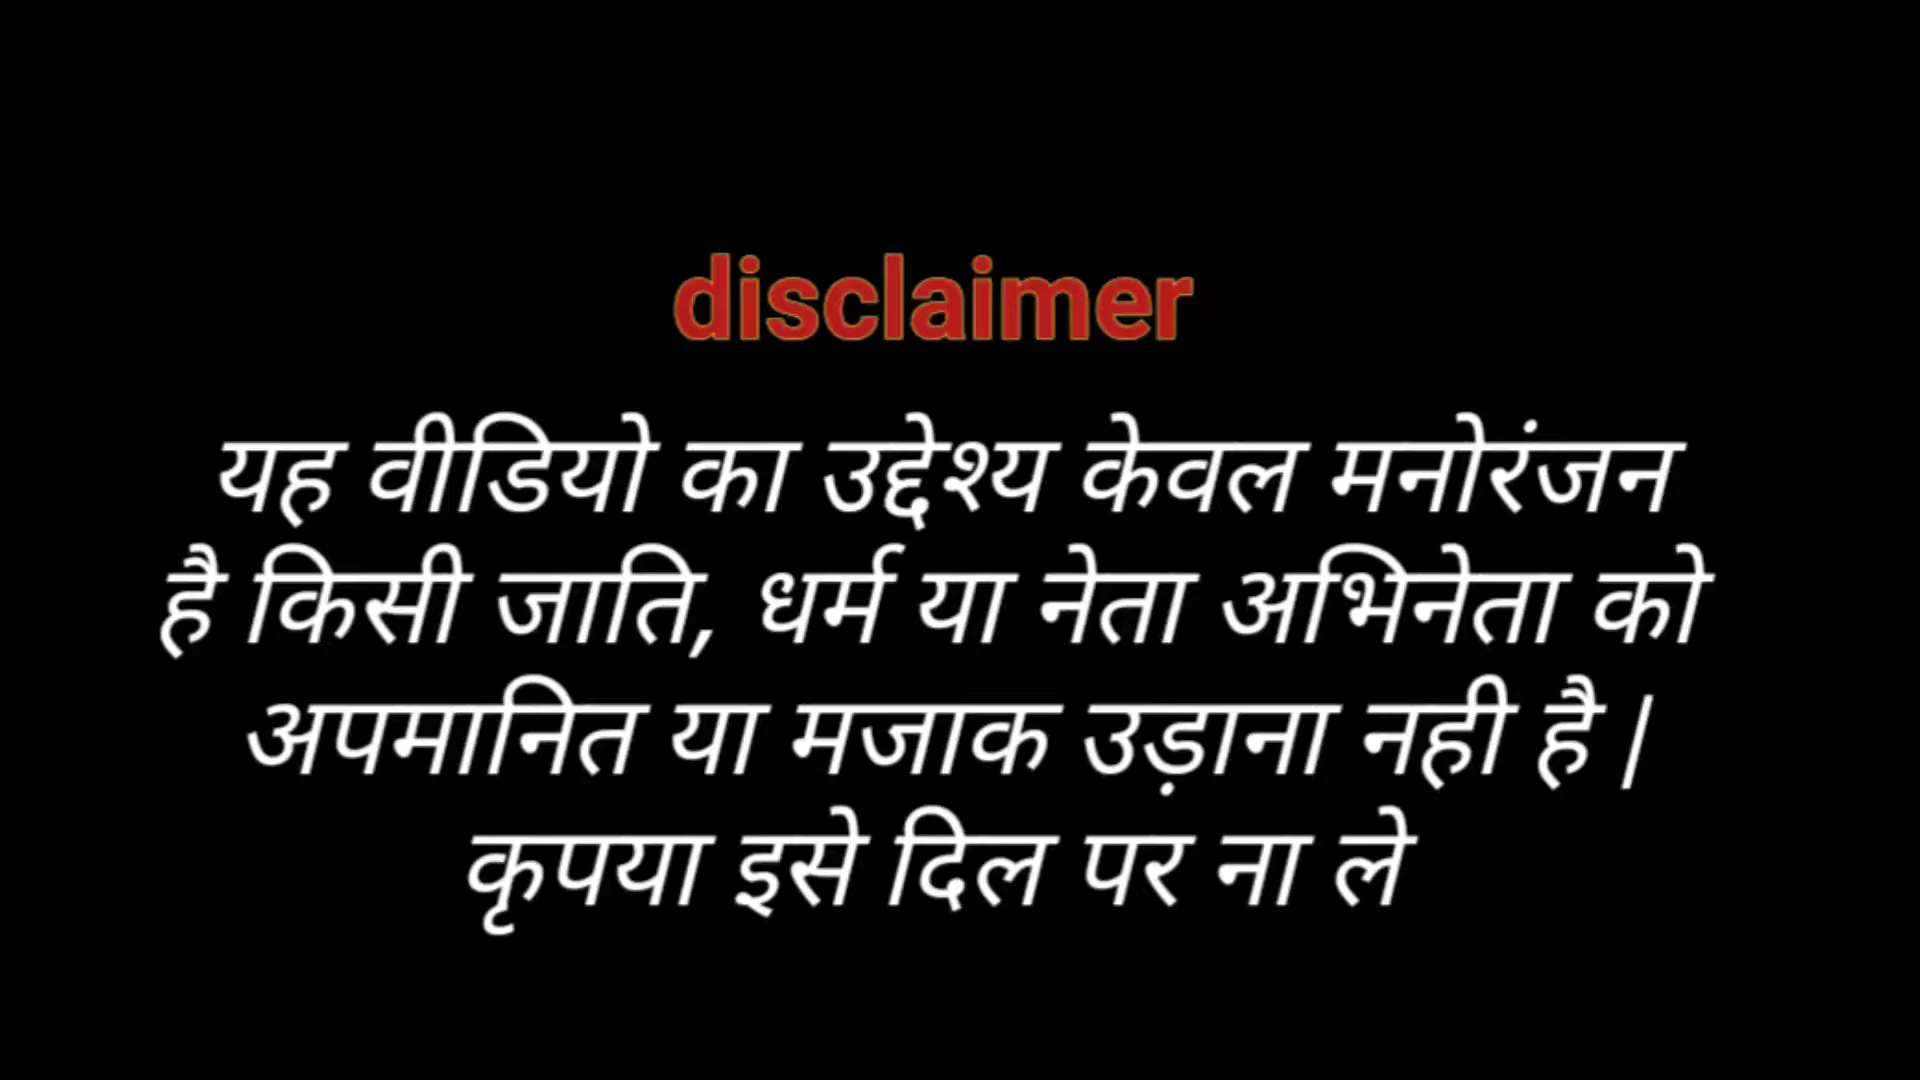 disclaimer
यह वीडियो का उद्देश्य केवल मनोरंजन
है किसी जाति, धर्म या नेता अभिनेता को
अपमानित या मजाक उड़ाना नही है |
कृपया इसे दिल पर ना ले